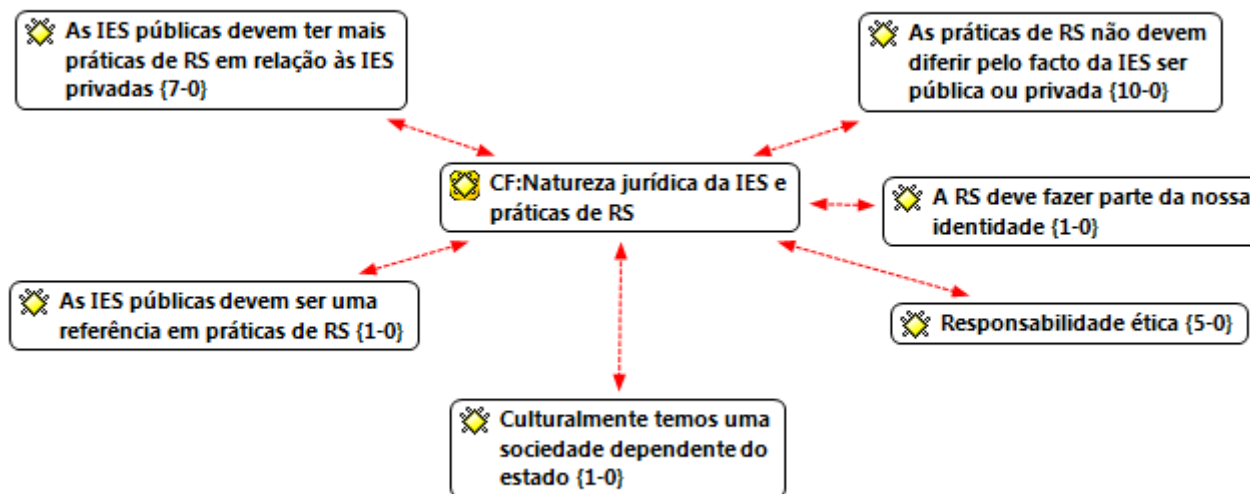 As IES públicas devem ter mais
práticas de RS em relação às IES
privadas {7-0}
As práticas de RS não devem
diferir pelo facto da IES ser
pública ou privada {10-0}
CF:Natureza jurídica da IES e
práticas de RS
A RS deve fazer parte da nossa
identidade {1-0}
As IES públicas devem ser uma
referência em práticas de RS {1-0}
Responsabilidade ética {5-0}
Culturalmente temos uma
sociedade dependente do
estado {1-0}